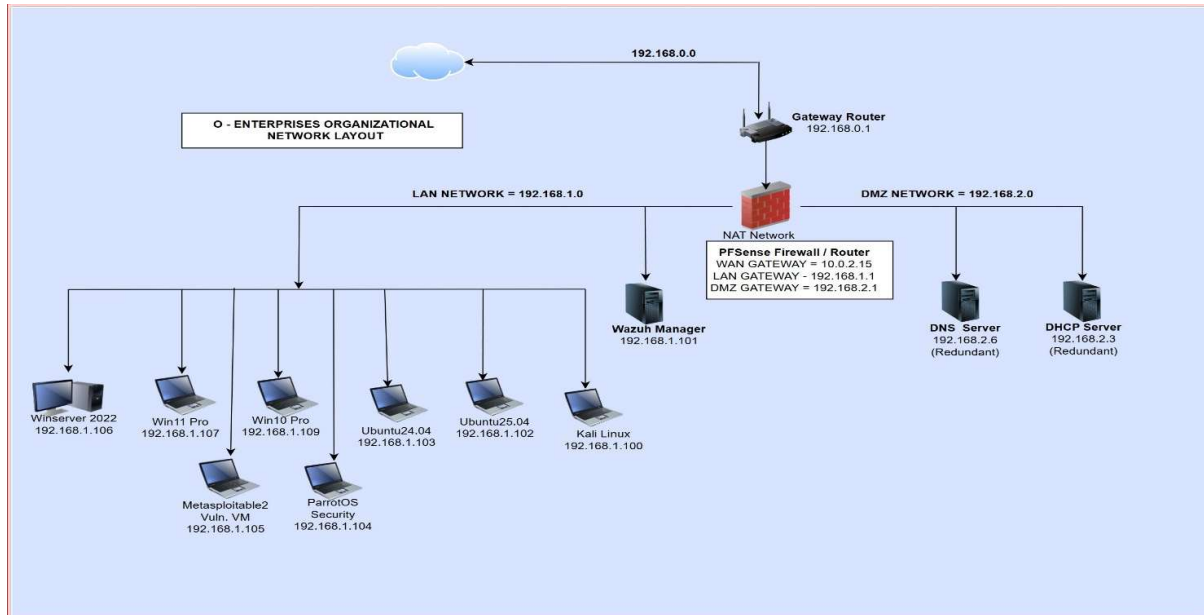 192.168.0.0
O - ENTERPRISES ORGANIZATIONAL
NETWORK LAYOUT
Gateway Router
192.168.0.1
LAN NETWORK = 192.168.1.0
DMZ NETWORK = 192.168.2.0
NAT Network
PFSense Firewall / Router
WAN GATEWAY = 10.0.2.15
LAN GATEWAY - 192.168.1.1
DMZ GATEWAY = 192.168.2.1
Wazuh Manager
192.168.1.101
DNS Server
192.168.2.6
(Redundant)
DHCP Server
192.168.2.3
(Redundant)
Winserver 2022
192.168.1.106
Win11 Pro
192.168.1.107
Win10 Pro
192.168.1.109
Ubuntu24.04
192.168.1.103
Ubuntu25.04
192.168.1.102
Kali Linux
192.168.1.100
Metasploitable2
Vuln. VM
192.168.1.105
ParrotOS
Security
192.168.1.104